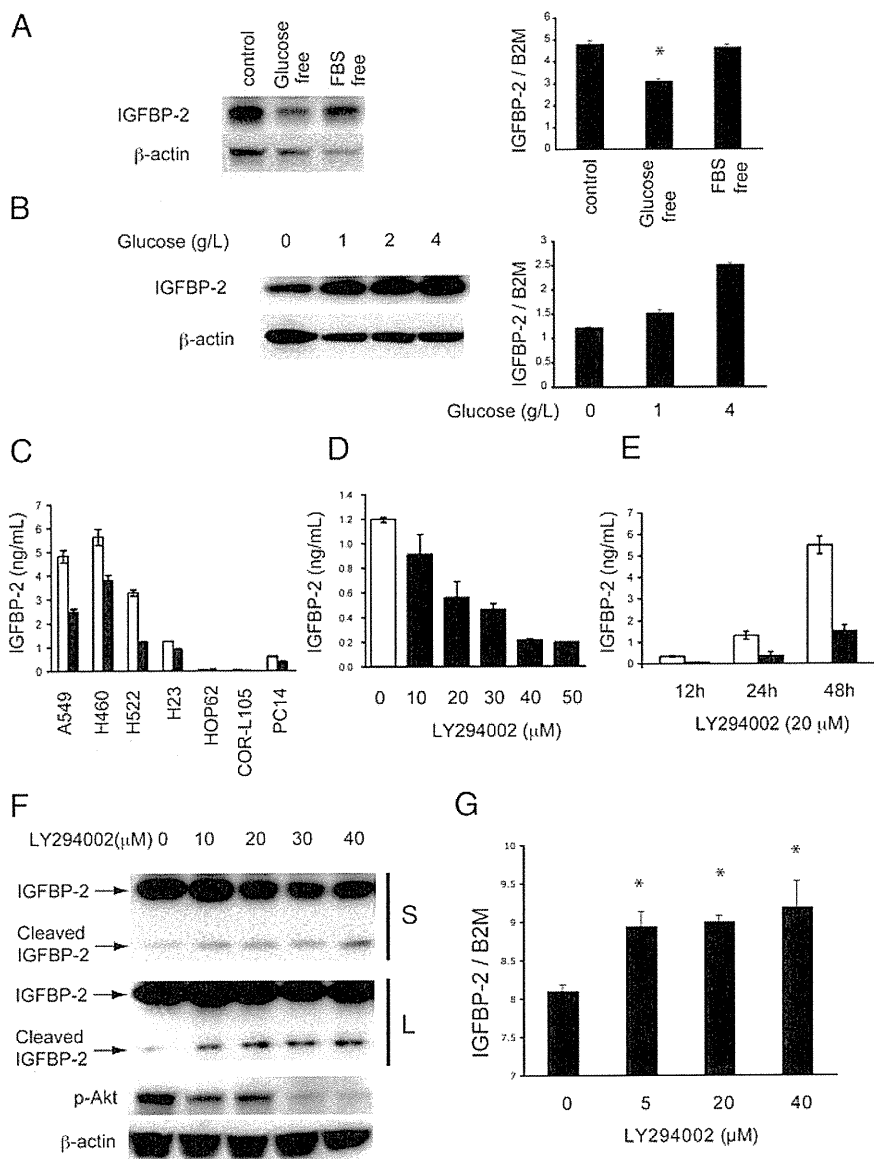 A
control
Glucose free
FBS free
IGFBP-2
β-actin
IGFBP-2 / B2M
5
4
3
2
1
0
control
Glucose free
FBS free
*
B
Glucose (g/L) 0 1 2 4
IGFBP-2
β-actin
IGFBP-2 / B2M
3
2.5
2
1.5
1
0.5
0
Glucose (g/L) 0 1 4
C
IGFBP-2 (ng/mL)
7
6
5
4
3
2
1
0
A549
H460
H522
H23
HOP62
COR-L105
PC14
D
IGFBP-2 (ng/mL)
1.4
1.2
1.0
0.8
0.6
0.4
0.2
0.0
0 10 20 30 40 50
LY294002 (μM)
E
IGFBP-2 (ng/mL)
7
6
5
4
3
2
1
0
12h 24h 48h
LY294002 (20 μM)
F
LY294002(μM) 0 10 20 30 40
IGFBP-2
Cleaved
IGFBP-2
S
IGFBP-2
Cleaved
IGFBP-2
L
p-Akt
β-actin
G
IGFBP-2 / B2M
10
9.5
9
8.5
8
7.5
7
* * *
0 5 20 40
LY294002 (μM)